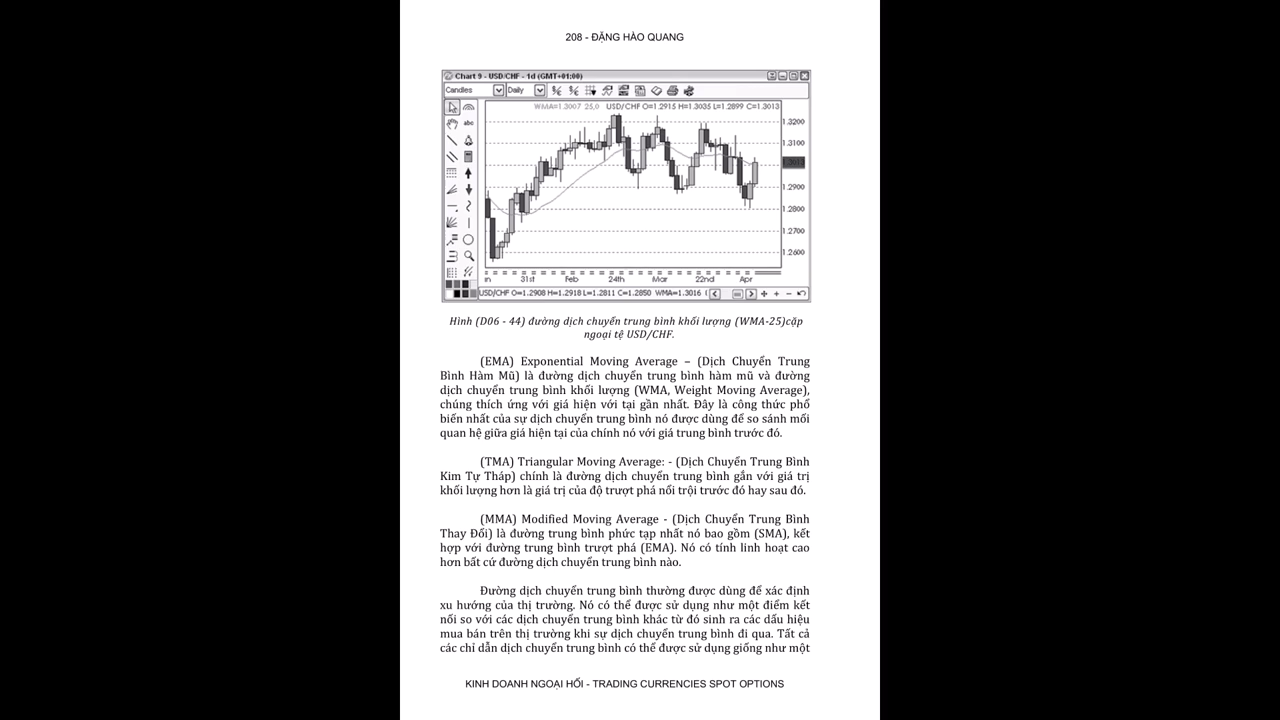 208 - ĐẶNG HÀO QUANG
Chart 9 - USD/CHF - 1d (GMT+01:00)
Candles Daily
WMA=1.3007 25,0 USD/CHF O=1.2915 H=1.3035 L=1.2899 C=1.3013
abc
1.3200
1.3100
1.3013
1.2900
1.2800
1.2700
1.2600
31st Feb 24th Mar 22nd Apr
USD/CHF O=1.2908 H=1.2918 L=1.2811 C=1.2850 WMA=1.3016 (
Hình (D06 - 44) đường dịch chuyển trung bình khối lượng (WMA-25)cặp
ngoại tệ USD/CHF.
(EMA) Exponential Moving Average – (Dịch Chuyển Trung
Bình Hàm Mũ) là đường dịch chuyển trung bình hàm mũ và đường
dịch chuyển trung bình khối lượng (WMA, Weight Moving Average),
chúng thích ứng với giá hiện với tại gần nhất. Đây là công thức phổ
biến nhất của sự dịch chuyển trung bình nó được dùng để so sánh mối
quan hệ giữa giá hiện tại của chính nó với giá trung bình trước đó.
(TMA) Triangular Moving Average: - (Dịch Chuyển Trung Bình
Kim Tự Tháp) chính là đường dịch chuyển trung bình gắn với giá trị
khối lượng hơn là giá trị của độ trượt phá nổi trội trước đó hay sau đó.
(MMA) Modified Moving Average - (Dịch Chuyển Trung Bình
Thay Đổi) là đường trung bình phức tạp nhất nó bao gồm (SMA), kết
hợp với đường trung bình trượt phá (EMA). Nó có tính linh hoạt cao
hơn bất cứ đường dịch chuyển trung bình nào.
Đường dịch chuyển trung bình thường được dùng để xác định
xu hướng của thị trường. Nó có thể được sử dụng như một điểm kết
nối so với các dịch chuyển trung bình khác từ đó sinh ra các dấu hiệu
mua bán trên thị trường khi sự dịch chuyển trung bình đi qua. Tất cả
các chỉ dẫn dịch chuyển trung bình có thể được sử dụng giống như một
KINH DOANH NGOẠI HỐI - TRADING CURRENCIES SPOT OPTIONS